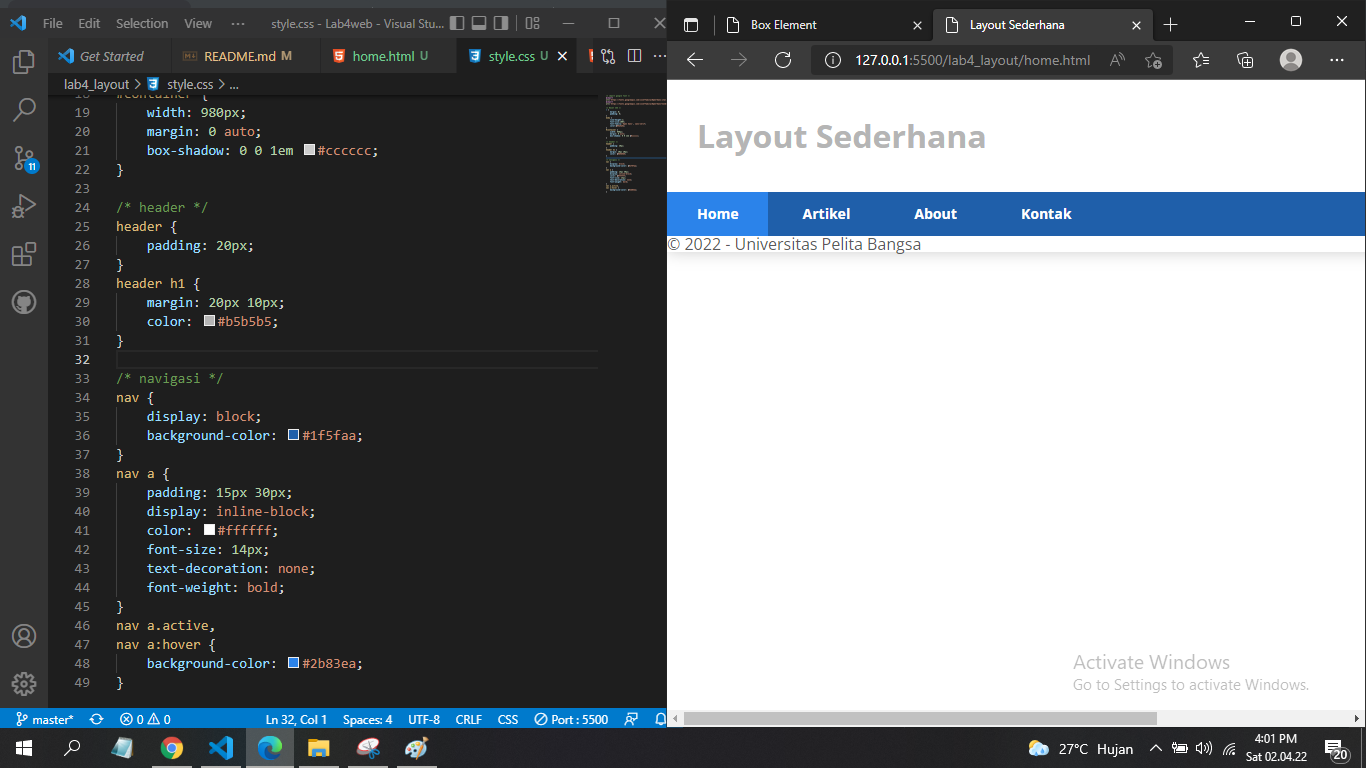 File Edit Selection View ··· style.css - Lab4web - Visual Stu...
Get Started README.md M home.html U style.css U
lab4_layout > style.css > ...
18 #container {
19 width: 980px;
20 margin: 0 auto;
21 box-shadow: 0 0 1em #cccccc;
22 }
23
24 /* header */
25 header {
26 padding: 20px;
27 }
28 header h1 {
29 margin: 20px 10px;
30 color: #b5b5b5;
31 }
32
33 /* navigasi */
34 nav {
35 display: block;
36 background-color: #1f5faa;
37 }
38 nav a {
39 padding: 15px 30px;
40 display: inline-block;
41 color: #ffffff;
42 font-size: 14px;
43 text-decoration: none;
44 font-weight: bold;
45 }
46 nav a.active,
47 nav a:hover {
48 background-color: #2b83ea;
49 }
11
master* 0 0 Ln 32, Col 1 Spaces: 4 UTF-8 CRLF CSS Port : 5500
Box Element Layout Sederhana
127.0.0.1:5500/lab4_layout/home.html
Layout Sederhana
Home Artikel About Kontak
© 2022 - Universitas Pelita Bangsa
Activate Windows
Go to Settings to activate Windows.
27°C Hujan
4:01 PM
Sat 02.04.22
20